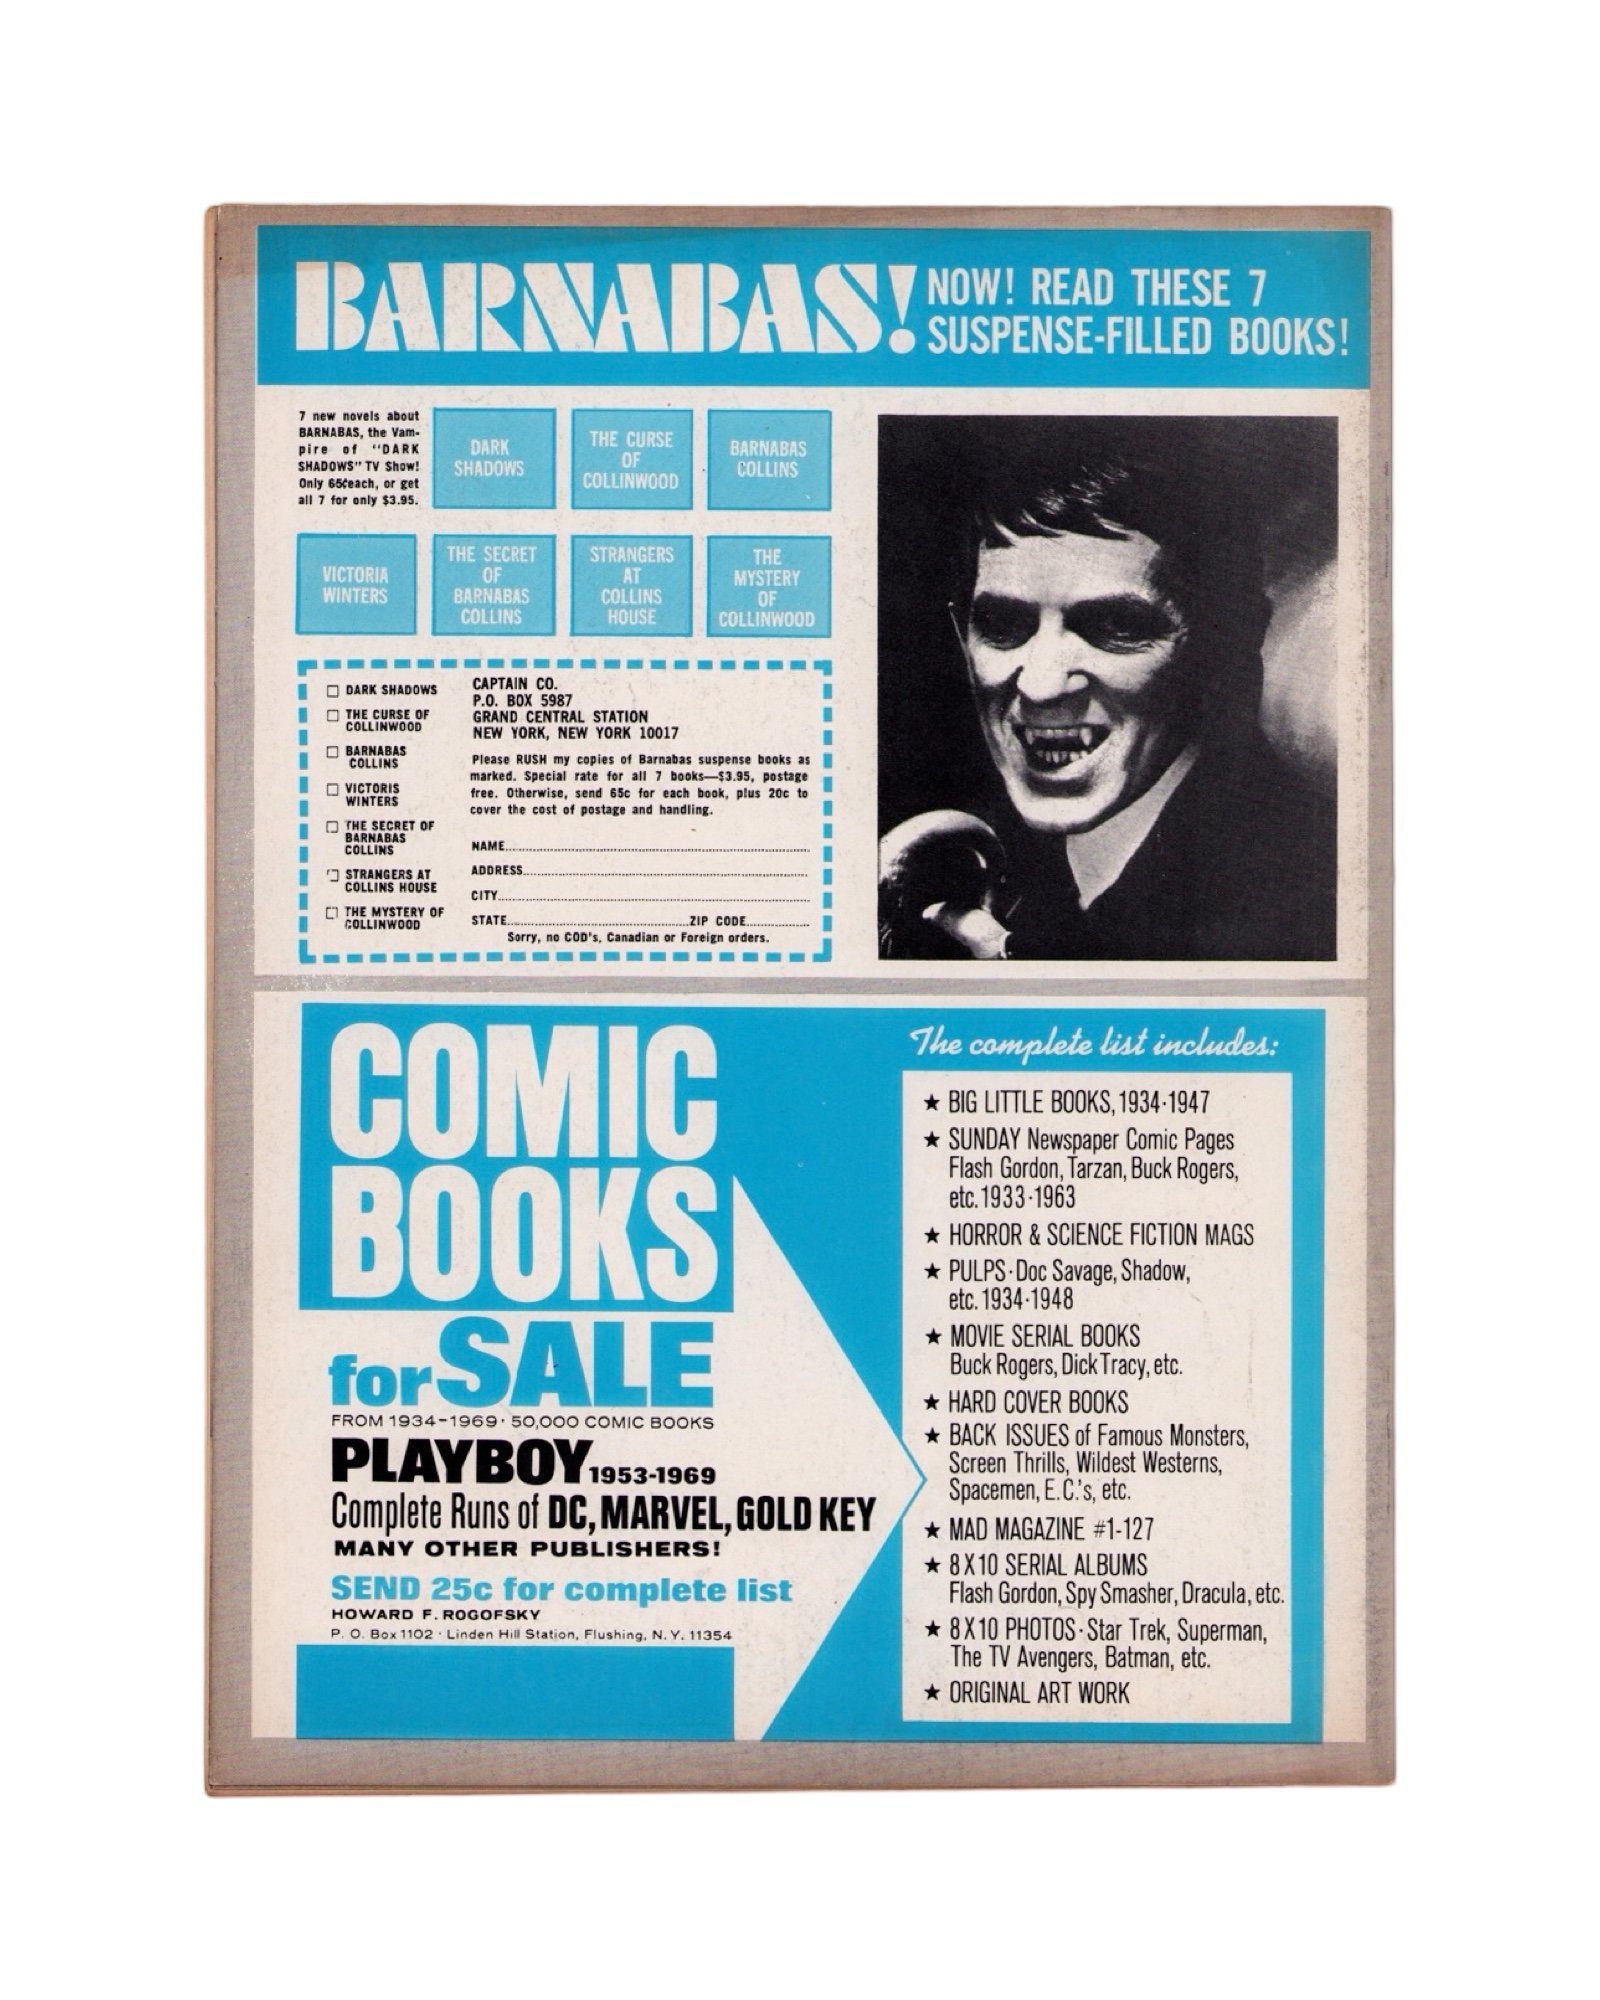 BARNABAS!
NOW! READ THESE 7
SUSPENSE-FILLED BOOKS!
7 new novels about
BARNABAS, the Vam-
pire of "DARK
SHADOWS" TV Show!
Only 65¢each, or get
all 7 for only $3.95.
DARK
SHADOWS
THE CURSE
OF
COLLINWOOD
BARNABAS
COLLINS
VICTORIA
WINTERS
THE SECRET
OF
BARNABAS
COLLINS
STRANGERS
AT
COLLINS
HOUSE
THE
MYSTERY
OF
COLLINWOOD
DARK SHADOWS
THE CURSE OF
COLLINWOOD
BARNABAS
COLLINS
VICTORIS
WINTERS
THE SECRET OF
BARNABAS
COLLINS
STRANGERS AT
COLLINS HOUSE
THE MYSTERY OF
COLLINWOOD
CAPTAIN CO.
P.O. BOX 5987
GRAND CENTRAL STATION
NEW YORK, NEW YORK 10017
Please RUSH my copies of Barnabas suspense books as
marked. Special rate for all 7 books—$3.95, postage
free. Otherwise, send 65c for each book, plus 20c to
cover the cost of postage and handling.
NAME
ADDRESS
CITY
STATE ZIP CODE
Sorry, no COD's, Canadian or Foreign orders.
COMIC
BOOKS
for SALE
FROM 1934-1969 · 50,000 COMIC BOOKS
PLAYBOY 1953-1969
Complete Runs of DC, MARVEL, GOLD KEY
MANY OTHER PUBLISHERS!
SEND 25c for complete list
HOWARD F. ROGOFSKY
P. O. Box 1102 · Linden Hill Station, Flushing, N. Y. 11354
The complete list includes:
★ BIG LITTLE BOOKS, 1934·1947
★ SUNDAY Newspaper Comic Pages
Flash Gordon, Tarzan, Buck Rogers,
etc. 1933·1963
★ HORROR & SCIENCE FICTION MAGS
★ PULPS · Doc Savage, Shadow,
etc. 1934·1948
★ MOVIE SERIAL BOOKS
Buck Rogers, Dick Tracy, etc.
★ HARD COVER BOOKS
★ BACK ISSUES of Famous Monsters,
Screen Thrills, Wildest Westerns,
Spacemen, E.C.'s, etc.
★ MAD MAGAZINE #1-127
★ 8X10 SERIAL ALBUMS
Flash Gordon, Spy Smasher, Dracula, etc.
★ 8X10 PHOTOS · Star Trek, Superman,
The TV Avengers, Batman, etc.
★ ORIGINAL ART WORK